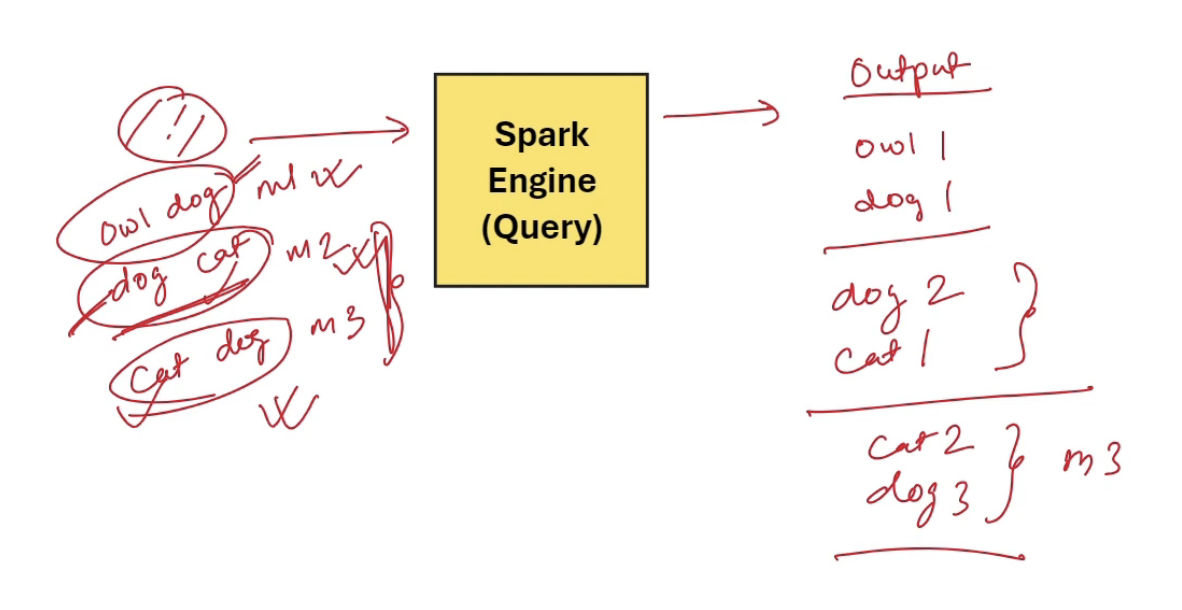 owl dog m1
dog cat m2
cat dog m3
Spark
Engine
(Query)
Output
owl 1
dog 1
dog 2
cat 1
cat 2
dog 3
m3